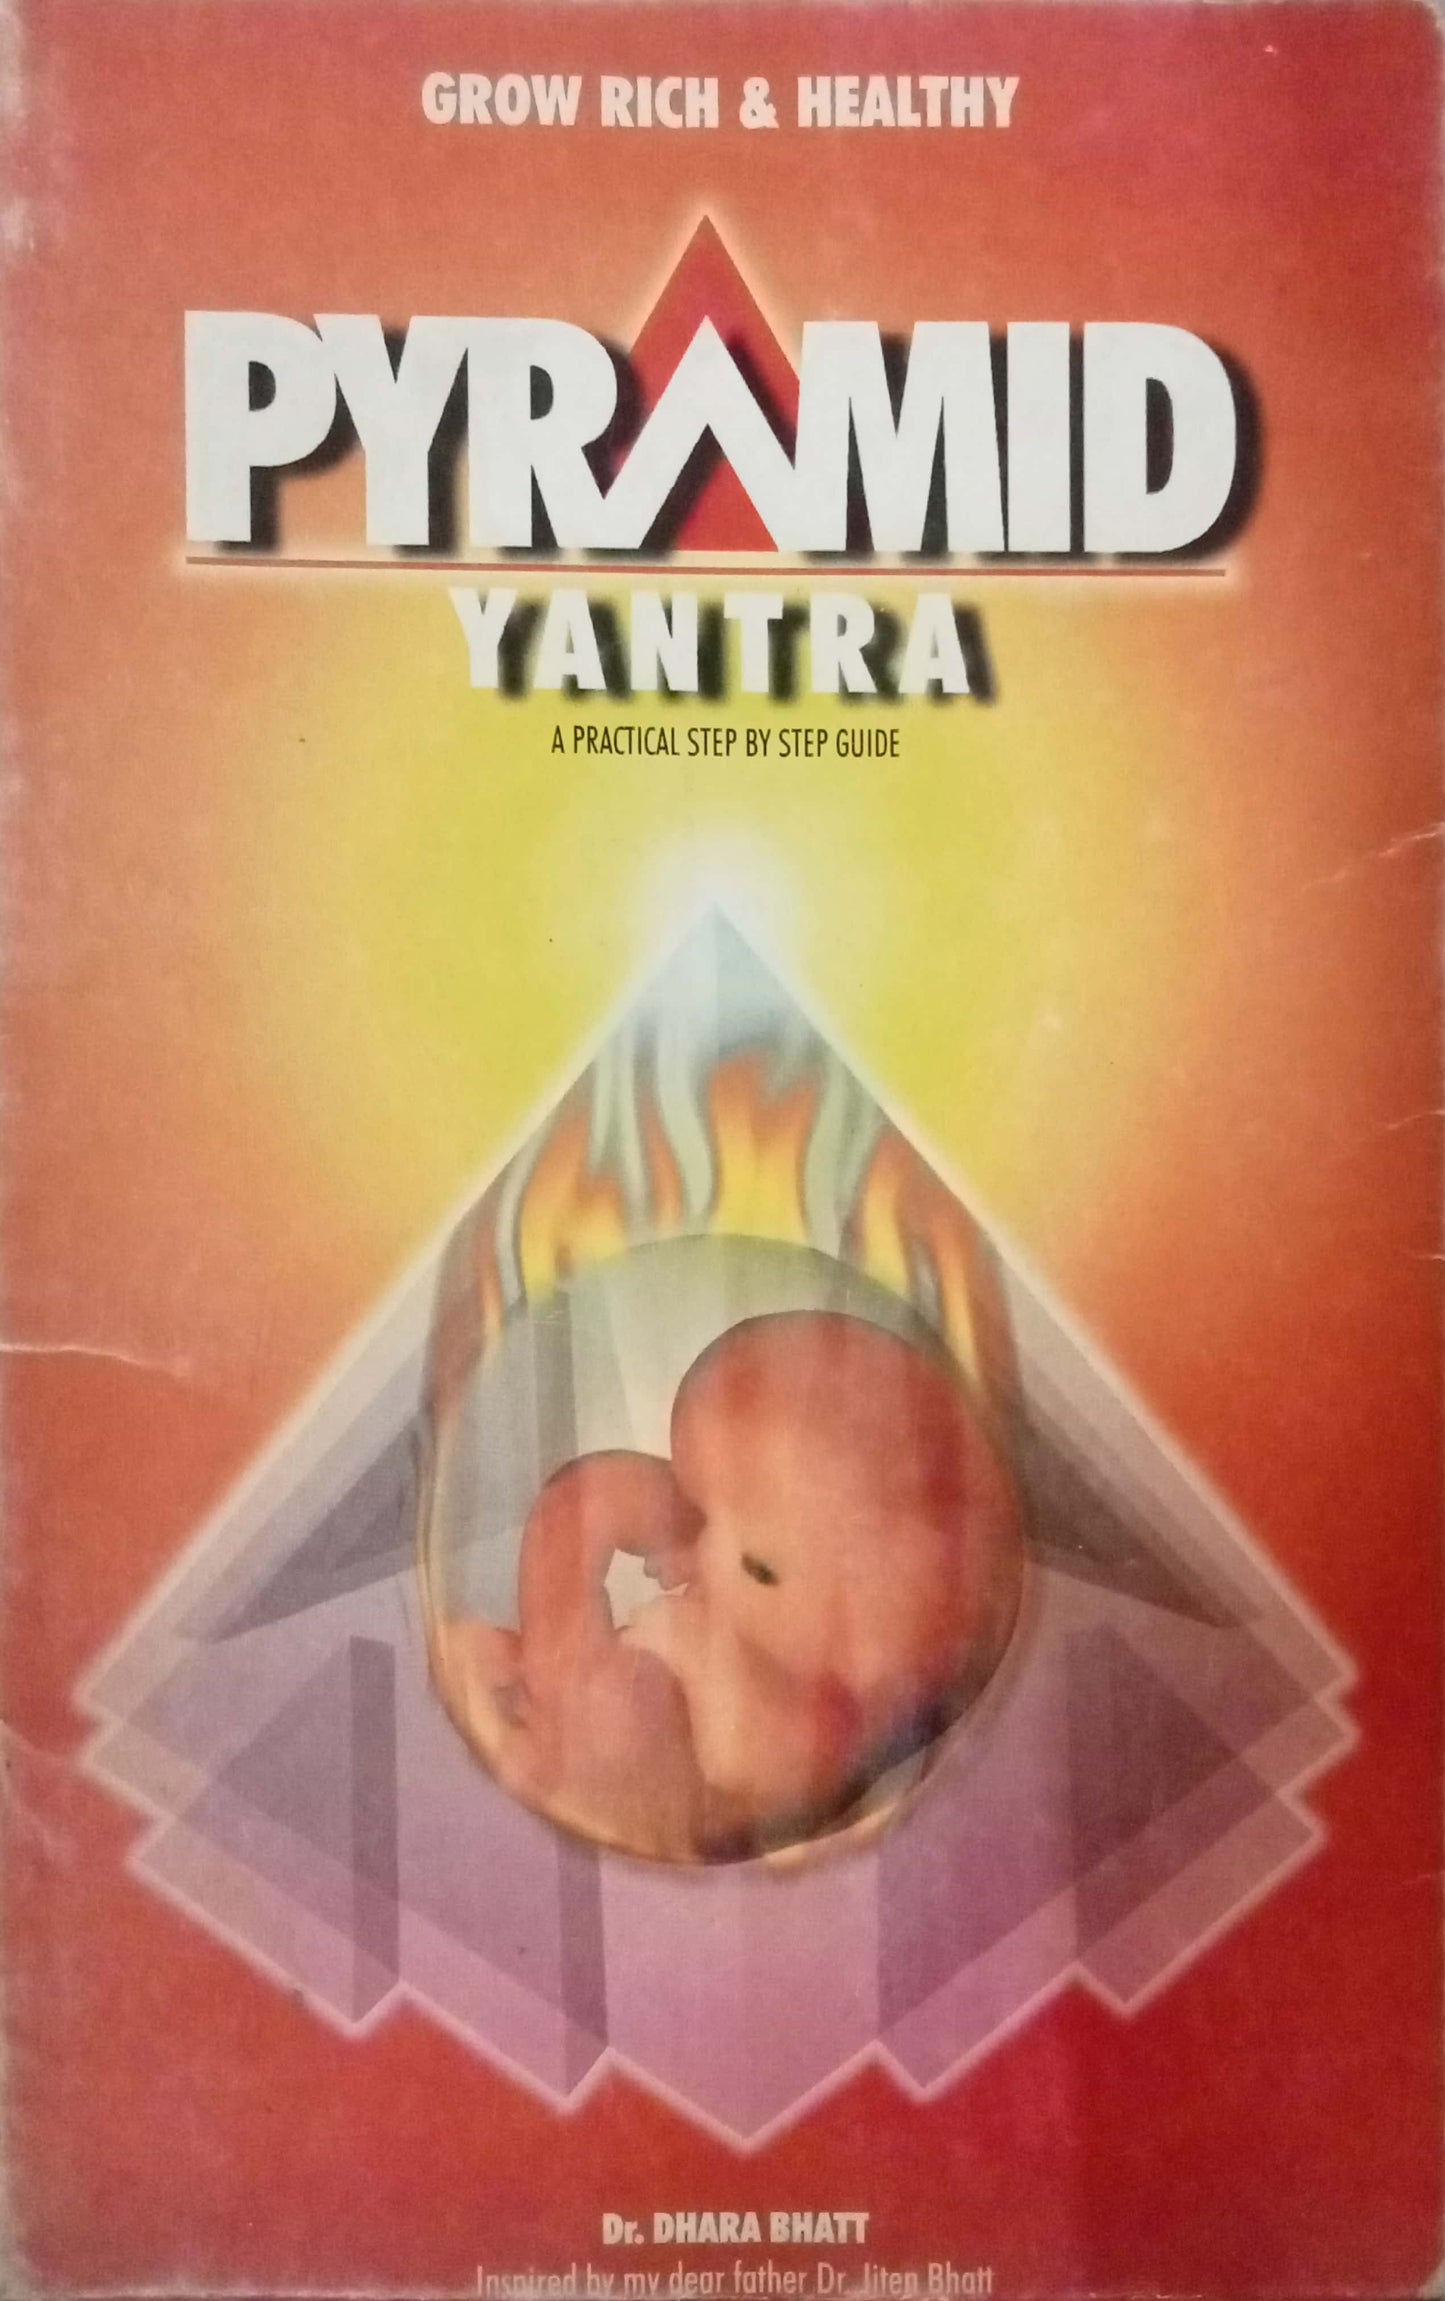 GROW RICH & HEALTHY
PYRAMID
YANTRA
A PRACTICAL STEP BY STEP GUIDE
Dr. DHARA BHATT
Inspired by my dear father Dr. Jiten Bhatt